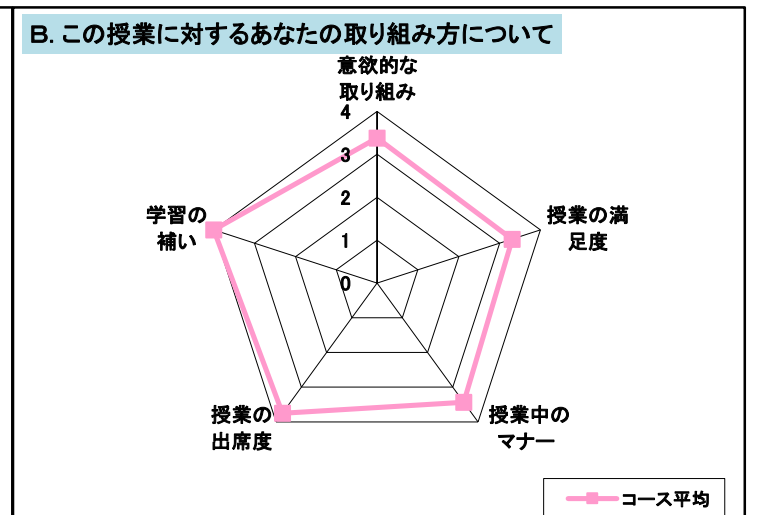 B. この授業に対するあなたの取り組み方について
意欲的な
取り組み
4
3
2
1
0
授業の満
足度
授業中の
マナー
授業の
出席度
学習の
補い
コース平均